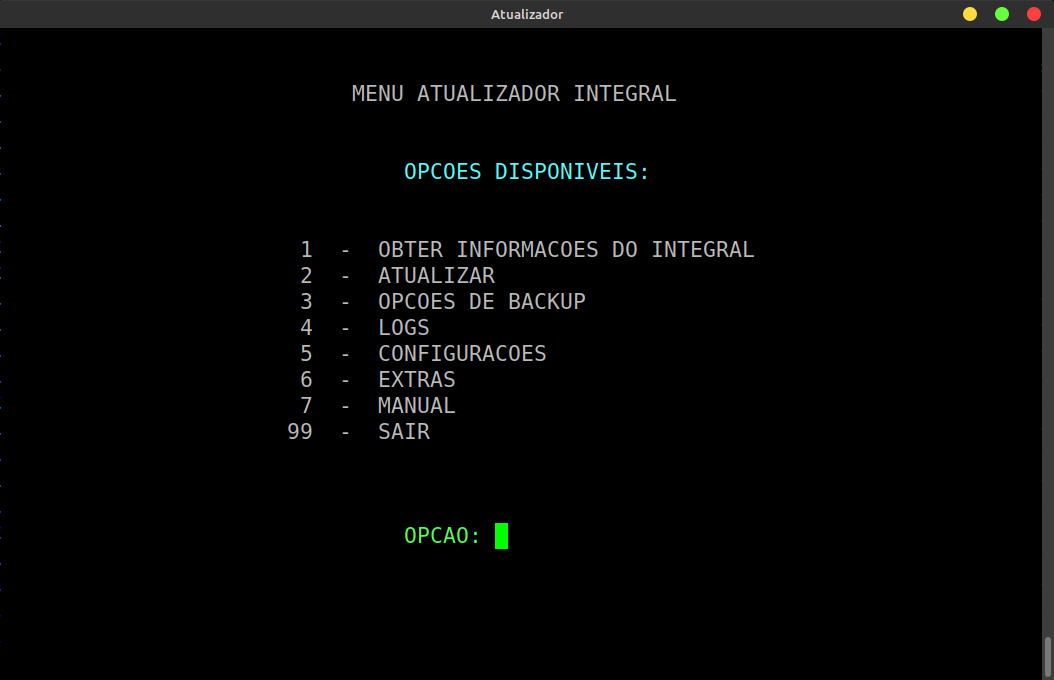 Atualizador
MENU ATUALIZADOR INTEGRAL
OPCOES DISPONIVEIS:
1 - OBTER INFORMACOES DO INTEGRAL
2 - ATUALIZAR
3 - OPCOES DE BACKUP
4 - LOGS
5 - CONFIGURACOES
6 - EXTRAS
7 - MANUAL
99 - SAIR
OPCAO: